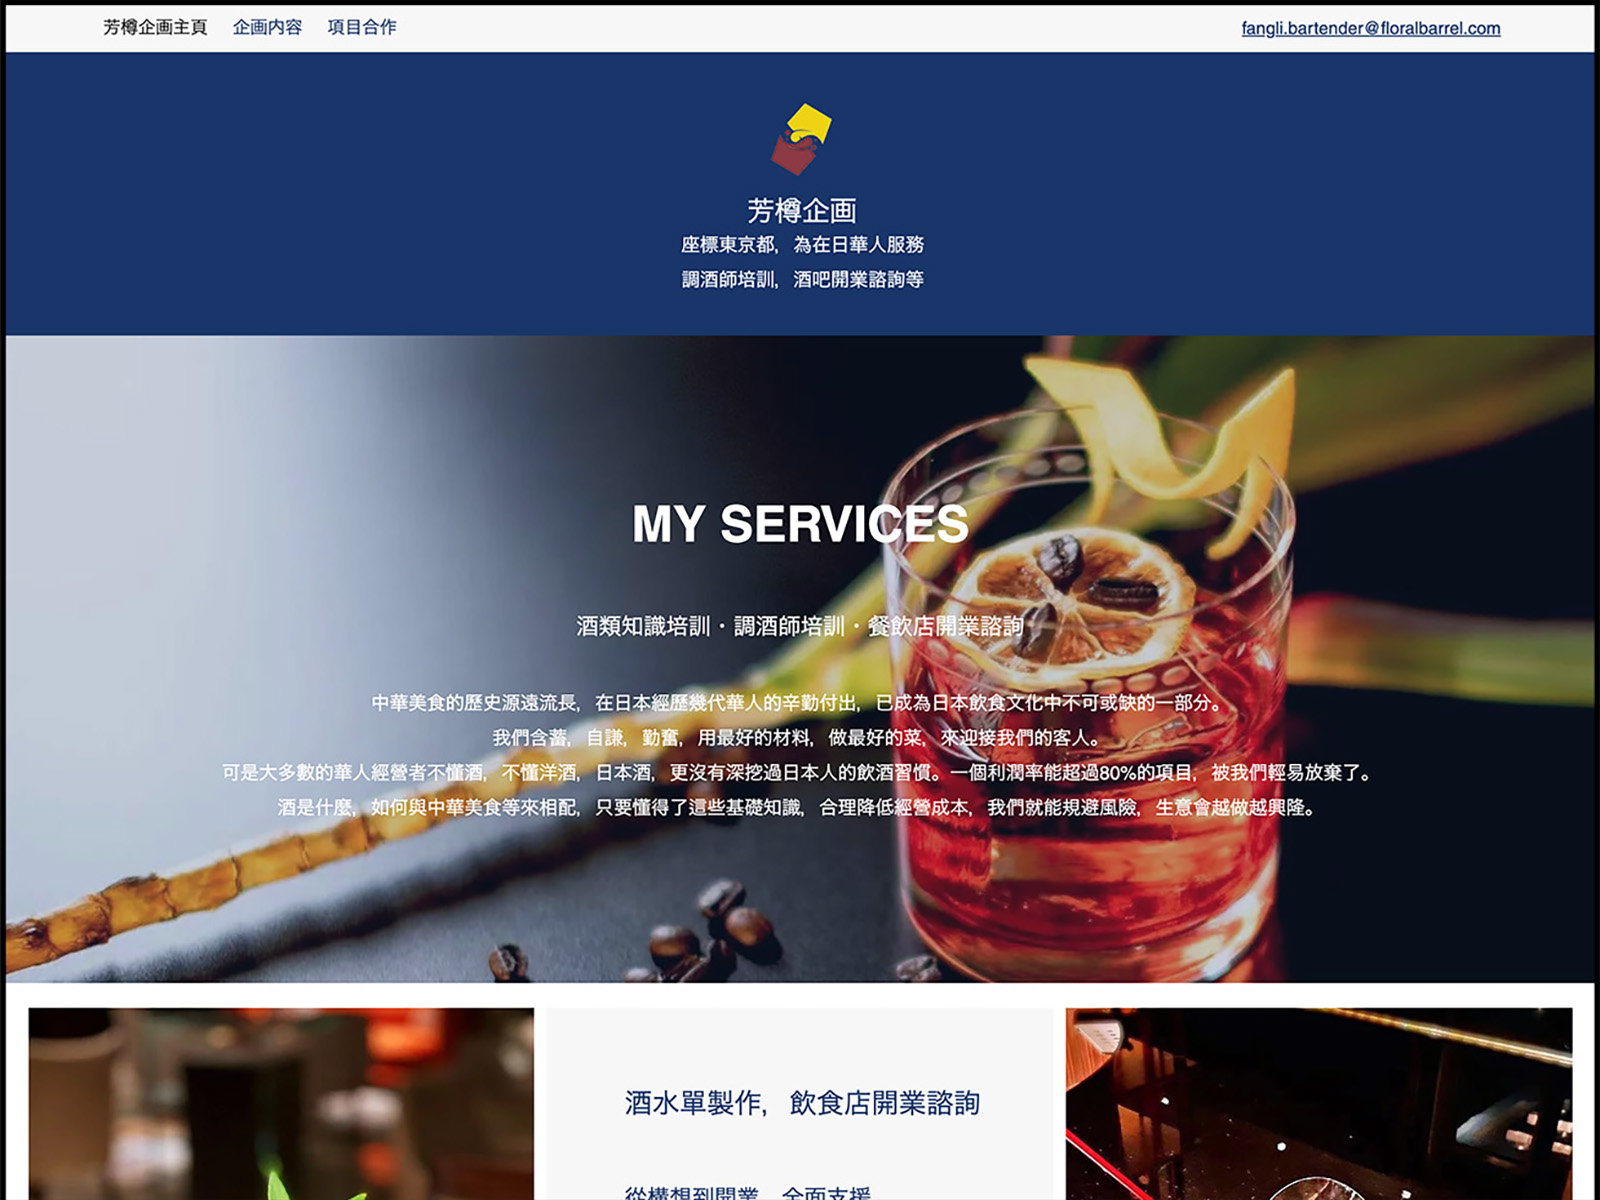 芳樽企画主頁 企画内容 項目合作 fangli.bartender@floralbarrel.com
芳樽企画
座標東京都，為在日華人服務
調酒師培訓，酒吧開業諮詢等
MY SERVICES
酒類知識培訓・調酒師培訓・餐飲店開業諮詢
中華美食的歷史源遠流長，在日本經歷幾代華人的辛勤付出，已成為日本飲食文化中不可或缺的一部分。
我們含蓄，自謙，勤奮，用最好的材料，做最好的菜，來迎接我們的客人。
可是大多數的華人經營者不懂酒，不懂洋酒，日本酒，更沒有深挖過日本人的飲酒習慣。一個利潤率能超過80%的項目，被我們輕易放棄了。
酒是什麼，如何與中華美食等來相配，只要懂得了這些基礎知識，合理降低經營成本，我們就能規避風險，生意會越做越興隆。
酒水單製作，飲食店開業諮詢
從構想到開業，全面支援